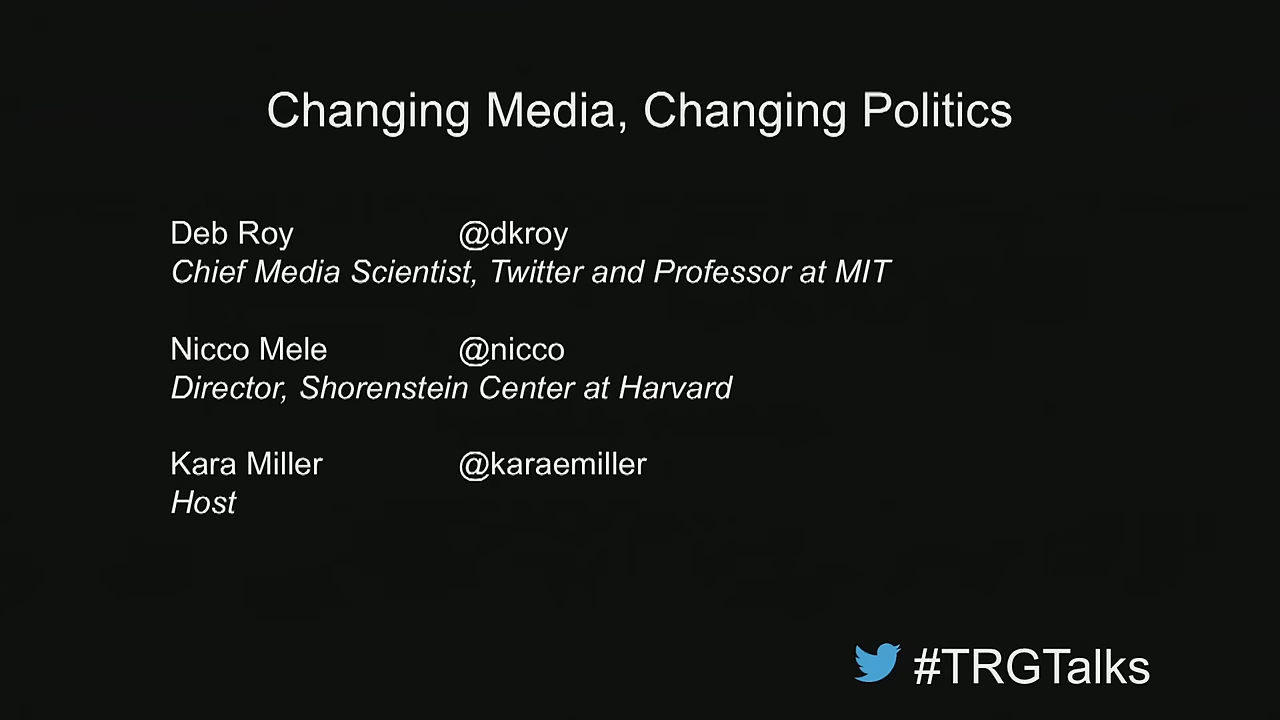 Changing Media, Changing Politics
Deb Roy @dkroy
Chief Media Scientist, Twitter and Professor at MIT
Nicco Mele @nicco
Director, Shorenstein Center at Harvard
Kara Miller @karaemiller
Host
#TRGTalks